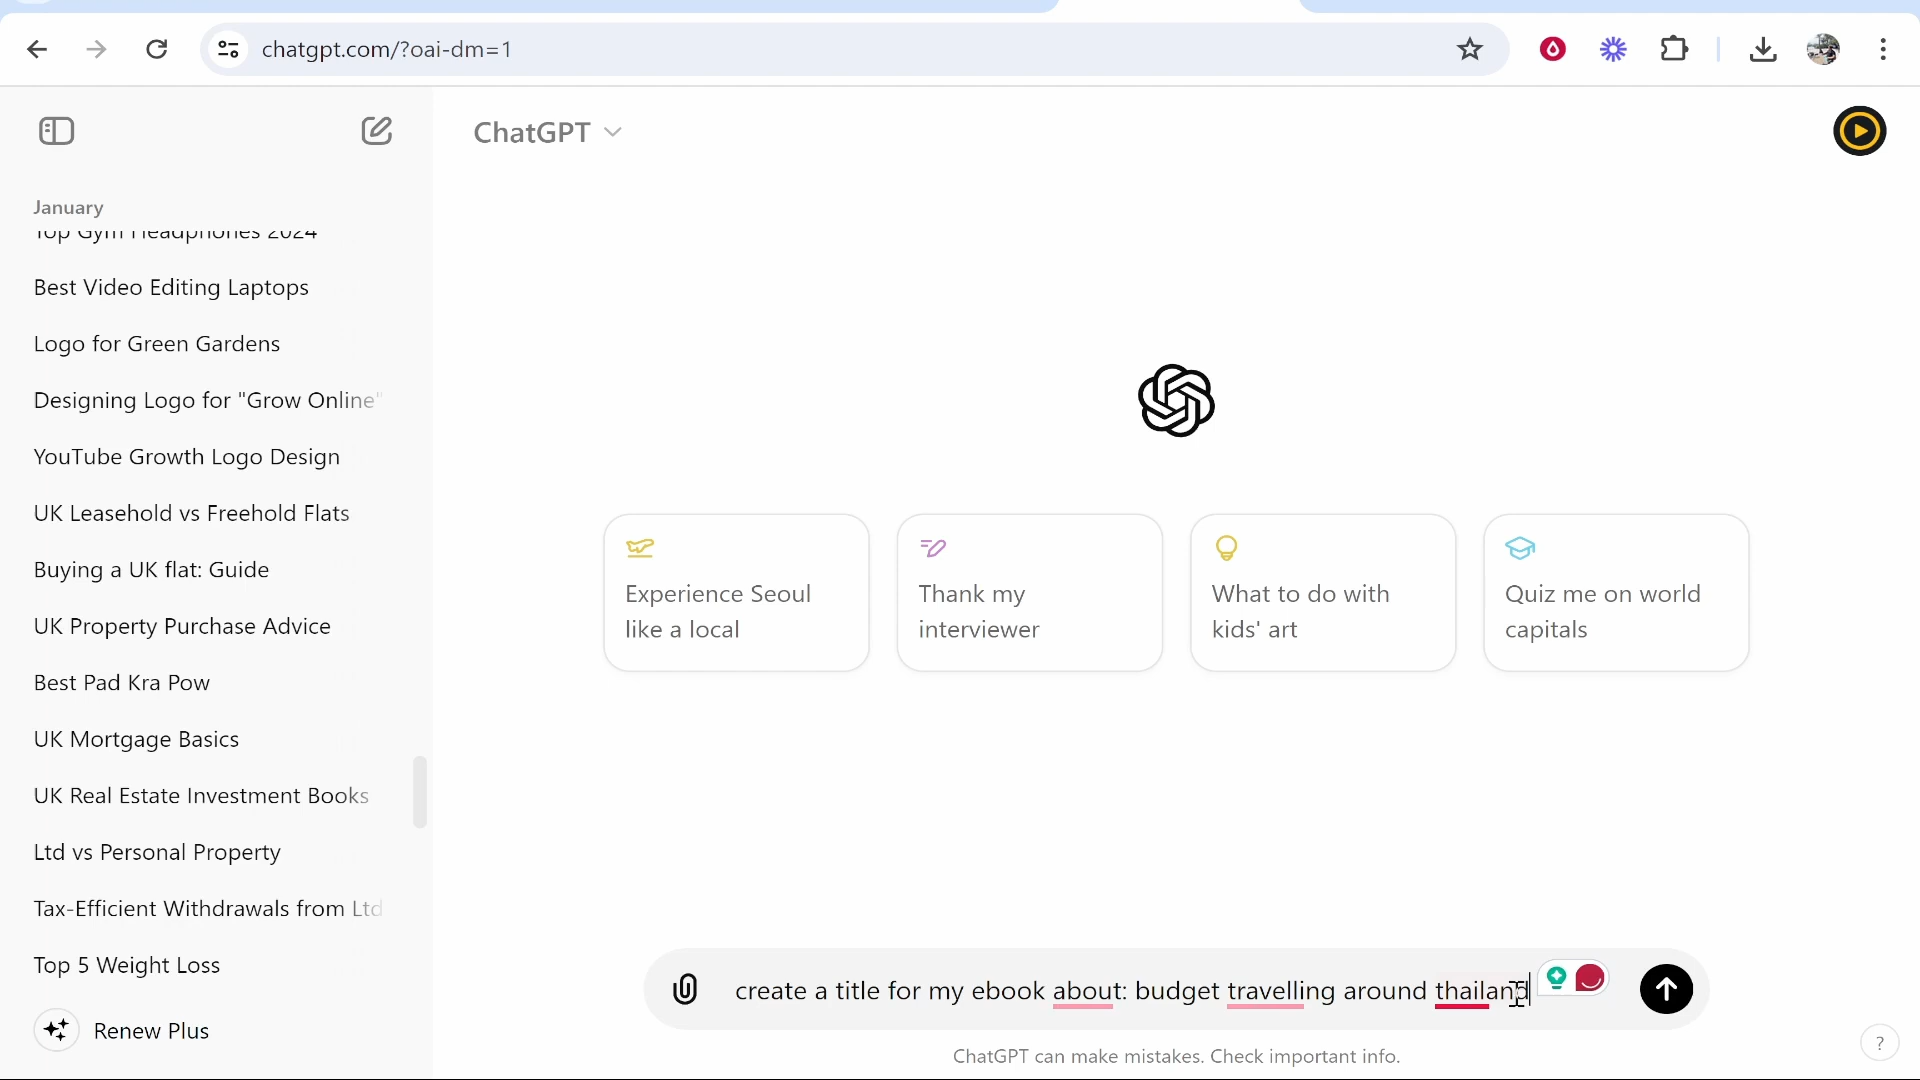 chatgpt.com/?oai-dm=1
ChatGPT
January
Top Gym Headphones 2024
Best Video Editing Laptops
Logo for Green Gardens
Designing Logo for "Grow Online"
YouTube Growth Logo Design
UK Leasehold vs Freehold Flats
Buying a UK flat: Guide
UK Property Purchase Advice
Best Pad Kra Pow
UK Mortgage Basics
UK Real Estate Investment Books
Ltd vs Personal Property
Tax-Efficient Withdrawals from Ltd
Top 5 Weight Loss
Renew Plus
Experience Seoul
like a local
Thank my
interviewer
What to do with
kids' art
Quiz me on world
capitals
create a title for my ebook about: budget travelling around thailand
ChatGPT can make mistakes. Check important info.
?